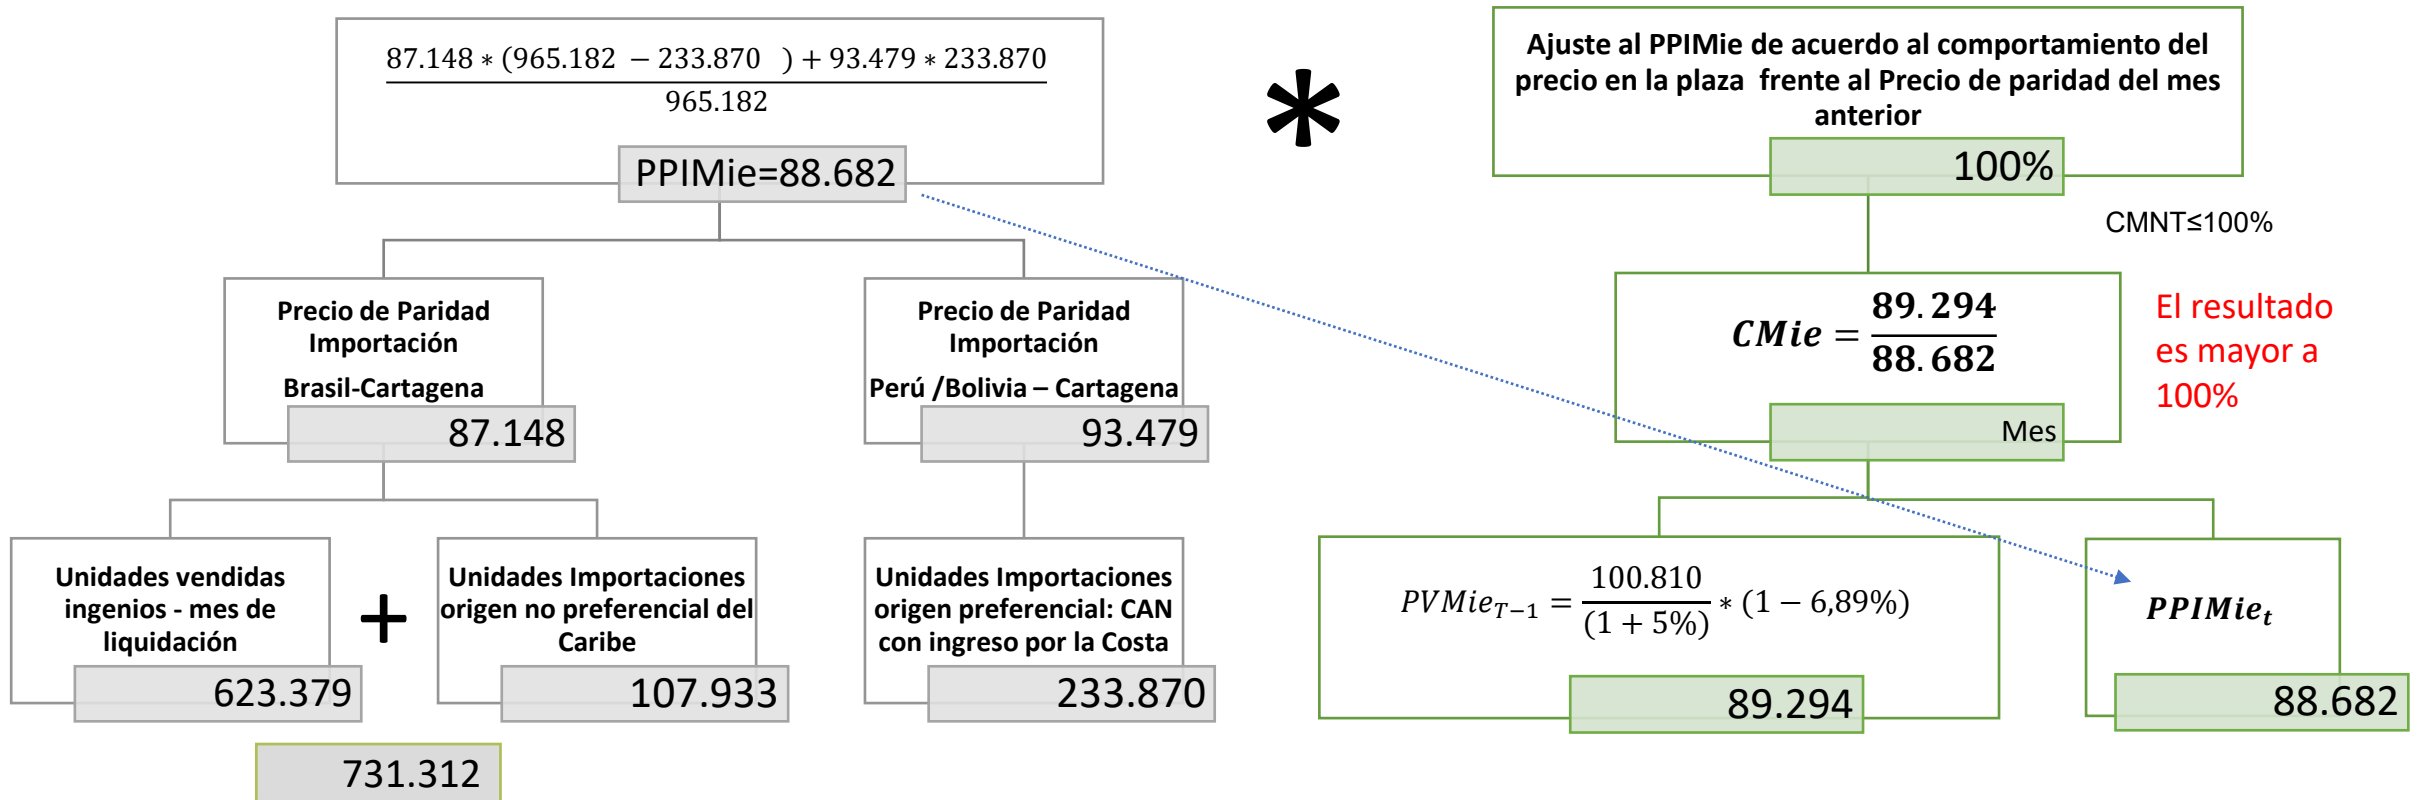 87.148 ∗ (965.182 − 233.870 ) + 93.479 ∗ 233.870
965.182
PPIMie=88.682
*
Ajuste al PPIMie de acuerdo al comportamiento del
precio en la plaza frente al Precio de paridad del mes
anterior
100%
CMNT≤100%
Precio de Paridad
Importación
Brasil-Cartagena
87.148
Precio de Paridad
Importación
Perú /Bolivia – Cartagena
93.479
CMie = 89.294
88.682
Mes
El resultado
es mayor a
100%
Unidades vendidas
ingenios - mes de
liquidación
623.379
+
Unidades Importaciones
origen no preferencial del
Caribe
107.933
731.312
Unidades Importaciones
origen preferencial: CAN
con ingreso por la Costa
233.870
PVMie_{T−1} = 100.810
(1 + 5%) ∗ (1 − 6,89%)
89.294
PPIMie_t
88.682